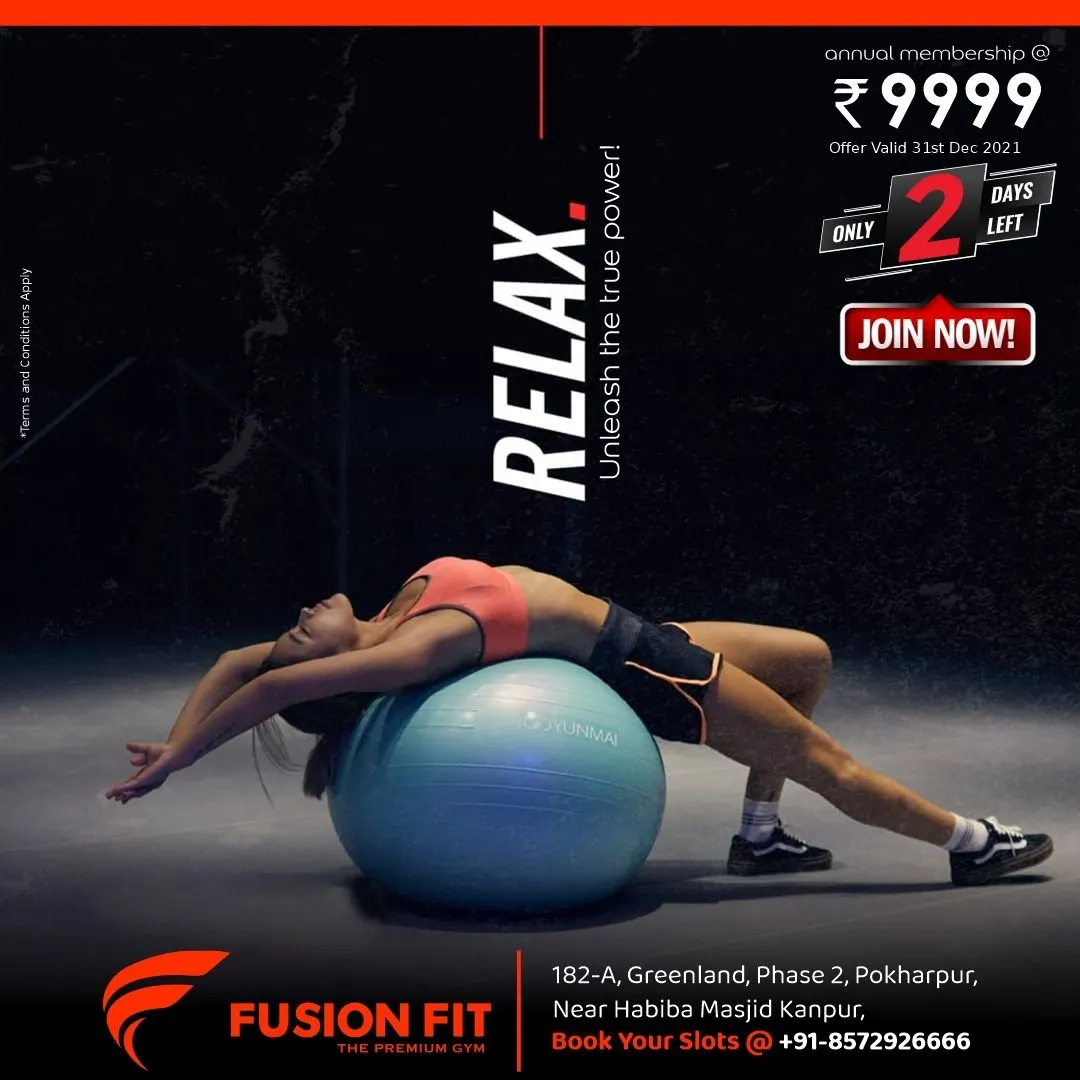 annual membership @
₹9999
Offer Valid 31st Dec 2021
ONLY 2 DAYS LEFT
JOIN NOW!
RELAX.
Unleash the true power!
*Terms and Conditions Apply
YUNMAI
FUSION FIT
THE PREMIUM GYM
182-A, Greenland, Phase 2, Pokharpur,
Near Habiba Masjid Kanpur,
Book Your Slots @ +91-8572926666